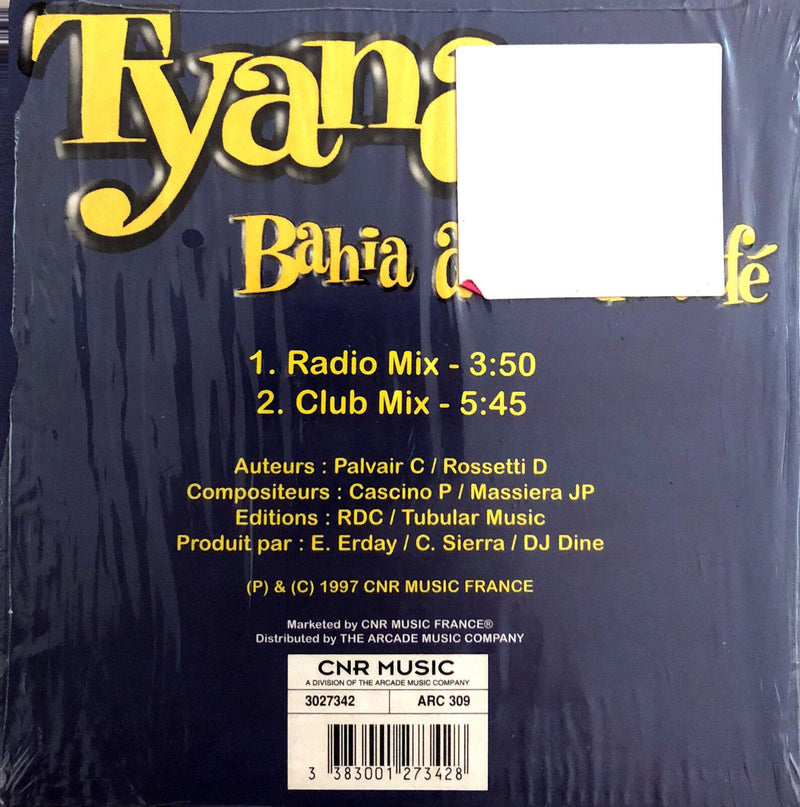 Tyana
Bahia
1. Radio Mix - 3:50
2. Club Mix - 5:45
Auteurs : Palvair C / Rossetti D
Compositeurs : Cascino P / Massiera JP
Editions : RDC / Tubular Music
Produit par : E. Erday / C. Sierra / DJ Dine
(P) & (C) 1997 CNR MUSIC FRANCE
Marketed by CNR MUSIC FRANCE®
Distributed by THE ARCADE MUSIC COMPANY
CNR MUSIC
A DIVISION OF THE ARCADE MUSIC COMPANY
3027342 ARC 309
3 383001 273428